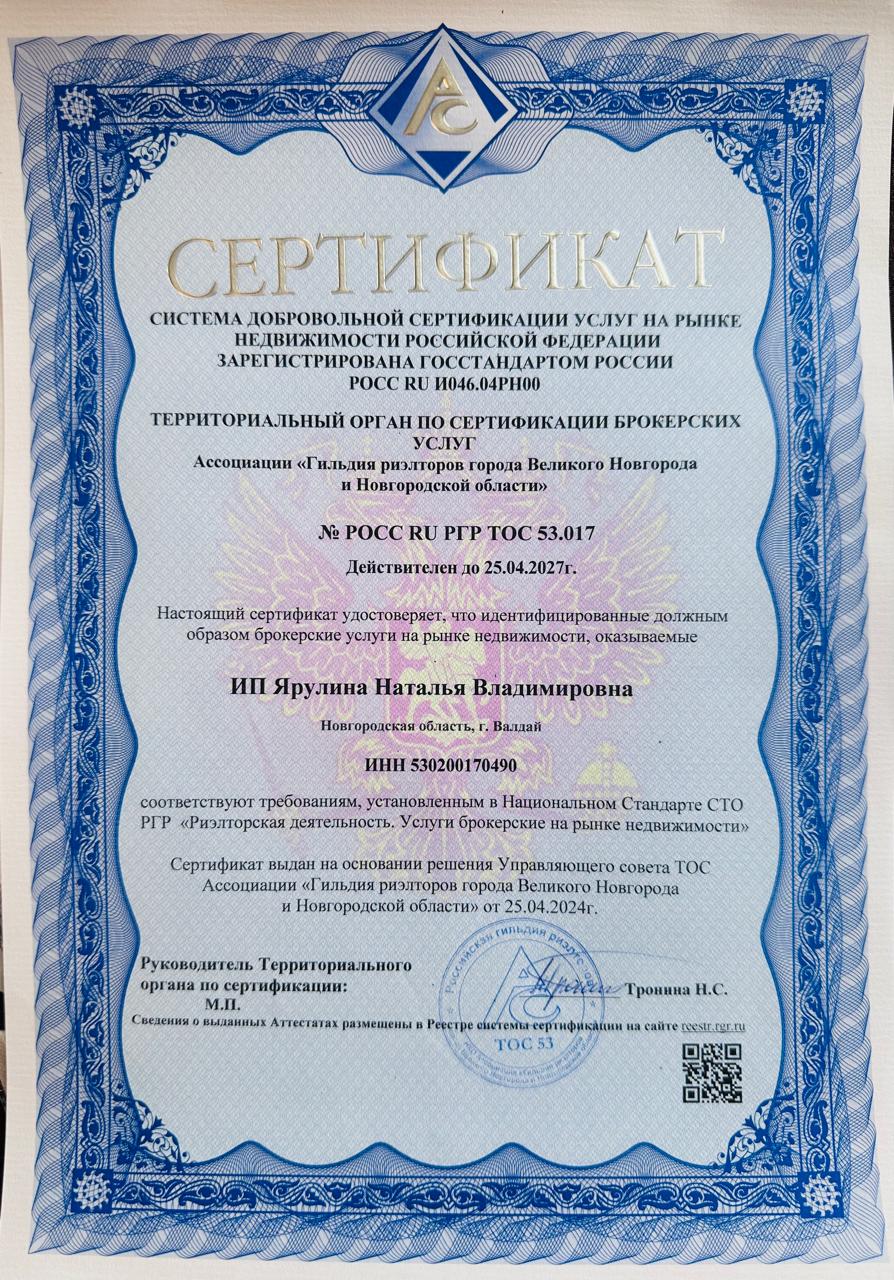 АС
СЕРТИФИКАТ
СИСТЕМА ДОБРОВОЛЬНОЙ СЕРТИФИКАЦИИ УСЛУГ НА РЫНКЕ
НЕДВИЖИМОСТИ РОССИЙСКОЙ ФЕДЕРАЦИИ
ЗАРЕГИСТРИРОВАНА ГОССТАНДАРТОМ РОССИИ
РОСС RU И046.04РН00
ТЕРРИТОРИАЛЬНЫЙ ОРГАН ПО СЕРТИФИКАЦИИ БРОКЕРСКИХ
УСЛУГ
Ассоциации «Гильдия риэлторов города Великого Новгорода
и Новгородской области»
№ РОСС RU РГР ТОС 53.017
Действителен до 25.04.2027г.
Настоящий сертификат удостоверяет, что идентифицированные должным
образом брокерские услуги на рынке недвижимости, оказываемые
ИП Ярулина Наталья Владимировна
Новгородская область, г. Валдай
ИНН 530200170490
соответствуют требованиям, установленным в Национальном Стандарте СТО
РГР «Риэлторская деятельность. Услуги брокерские на рынке недвижимости»
Сертификат выдан на основании решения Управляющего совета ТОС
Ассоциации «Гильдия риэлторов города Великого Новгорода
и Новгородской области» от 25.04.2024г.
Руководитель Территориального
органа по сертификации:
М.П.
Тронина Н.С.
Российская гильдия риэлторов
АС
ТОС 53
Сведения о выданных Аттестатах размещены в Реестре системы сертификации на сайте reestr.rgr.ru